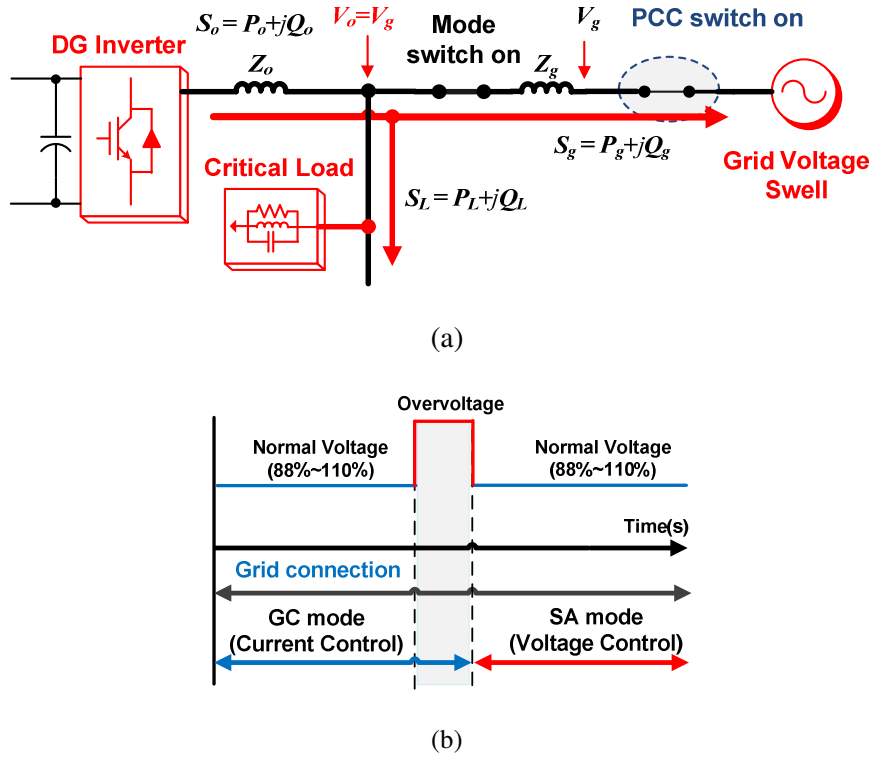 So = Po+jQo
Vo=Vg
Vg
PCC switch on
DG Inverter
Mode
switch on
Zo
Zg
Sg = Pg+jQg
Grid Voltage
Swell
Critical Load
SL = PL+jQL
(a)
Overvoltage
Normal Voltage
(88%~110%)
Normal Voltage
(88%~110%)
Time(s)
Grid connection
GC mode
(Current Control)
SA mode
(Voltage Control)
(b)